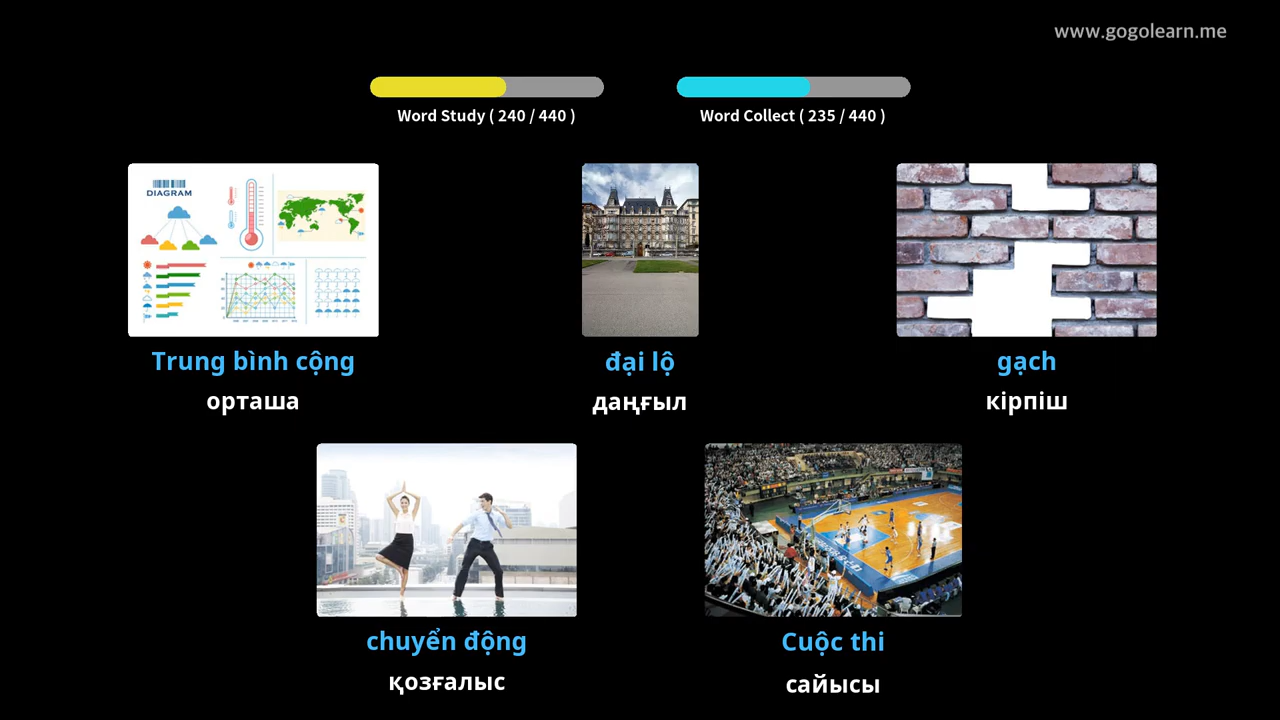 www.gogolearn.me
Word Study ( 240 / 440 )
Word Collect ( 235 / 440 )
DIAGRAM
Trung bình cộng
đại lộ
gạch
орташа
даңғыл
кірпіш
chuyển động
Cuộc thi
қозғалыс
сайысы